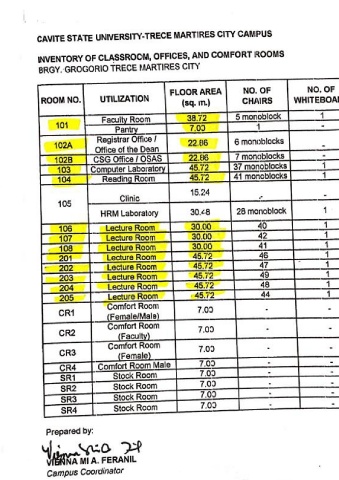 CAVITE STATE UNIVERSITY-TRECE MARTIRES CITY CAMPUS
INVENTORY OF CLASSROOM, OFFICES, AND COMFORT ROOMS
BRGY. GROGORIO TRECE MARTIRES CITY
ROOM NO. UTILIZATION FLOOR AREA (sq. m.) NO. OF CHAIRS NO. OF WHITEBOA
101 Faculty Room 38.72 5 monoblock 1
Pantry 7.00 1 -
102A Registrar Office / Office of the Dean 22.86 6 monoblocks 1
102B CSG Office / OSAS 22.86 7 monoblocks 1
103 Computer Laboratory 45.72 37 monoblocks 1
104 Reading Room 45.72 41 monoblocks 1
105 Clinic 15.24 - -
HRM Laboratory 30.48 28 monoblock 1
106 Lecture Room 30.00 40 1
107 Lecture Room 30.00 42 1
108 Lecture Room 30.00 41 1
201 Lecture Room 45.72 46 1
202 Lecture Room 45.72 47 1
203 Lecture Room 45.72 49 1
204 Lecture Room 45.72 48 1
205 Lecture Room 45.72 44 1
CR1 Comfort Room (Female/Male) 7.00 - -
CR2 Comfort Room (Faculty) 7.00 - -
CR3 Comfort Room (Female) 7.00 - -
CR4 Comfort Room Male 7.00 - -
SR1 Stock Room 7.00 - -
SR2 Stock Room 7.00 - -
SR3 Stock Room 7.00 - -
SR4 Stock Room 7.00 - -
Prepared by:
VIENNA MI A. FERANIL
Campus Coordinator